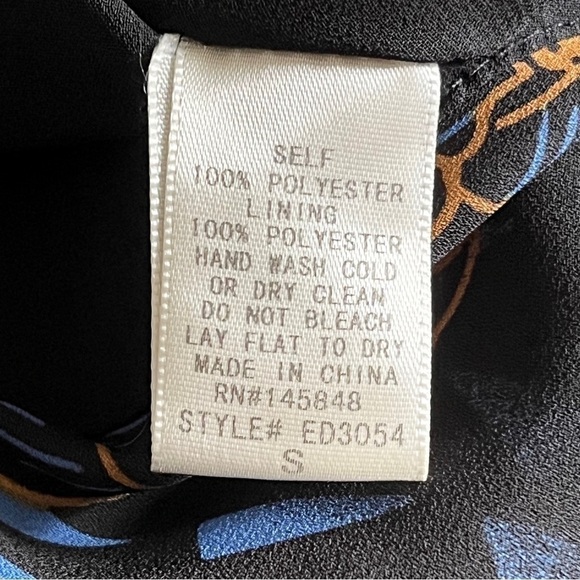 SELF
100% POLYESTER
LINING
100% POLYESTER
HAND WASH COLD
OR DRY CLEAN
DO NOT BLEACH
LAY FLAT TO DRY
MADE IN CHINA
RN#145848
STYLE# ED3054
S